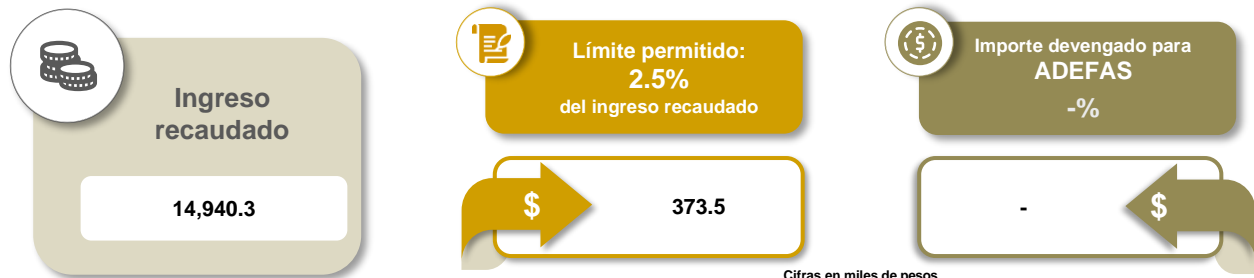 Ingreso
recaudado
14,940.3
Límite permitido:
2.5%
del ingreso recaudado
$
373.5
Importe devengado para
ADEFAS
-%
-
$
Cifras en miles de pesos